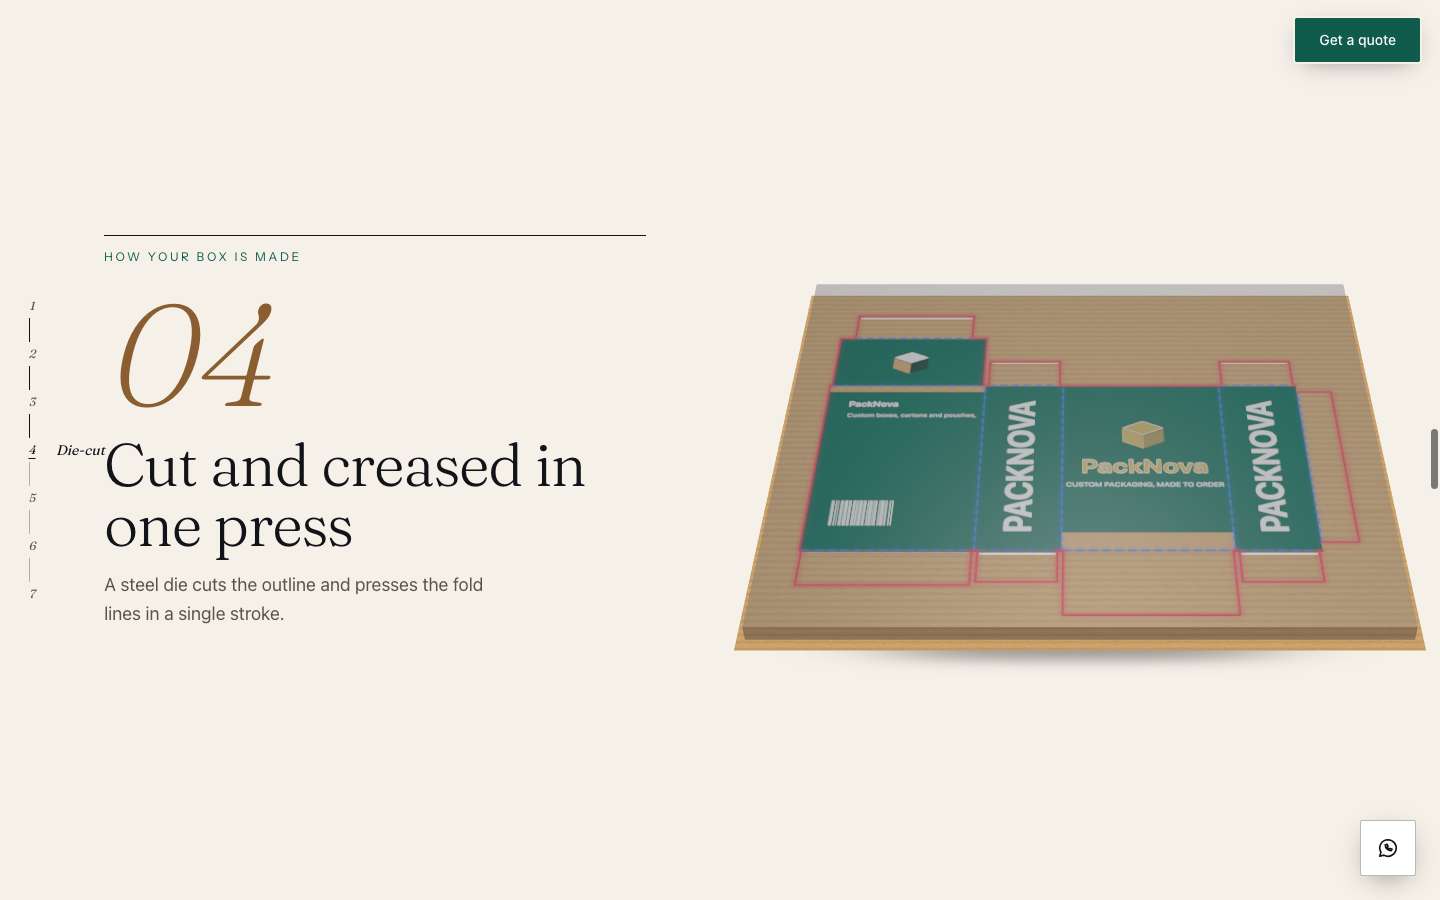 Get a quote
HOW YOUR BOX IS MADE
04
Cut and creased in
one press
A steel die cuts the outline and presses the fold
lines in a single stroke.
1
2
3
4 Die-cut
5
6
7
PackNova
Custom boxes, cartons and pouches,
PACKNOVA
PackNova
CUSTOM PACKAGING, MADE TO ORDER
PACKNOVA